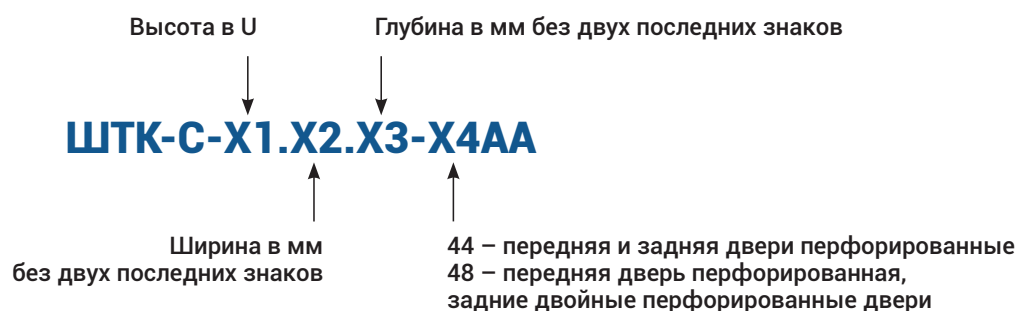 Высота в U
Глубина в мм без двух последних знаков
ШТК-С-X1.X2.X3-X4АА
Ширина в мм
без двух последних знаков
44 – передняя и задняя двери перфорированные
48 – передняя дверь перфорированная,
задние двойные перфорированные двери